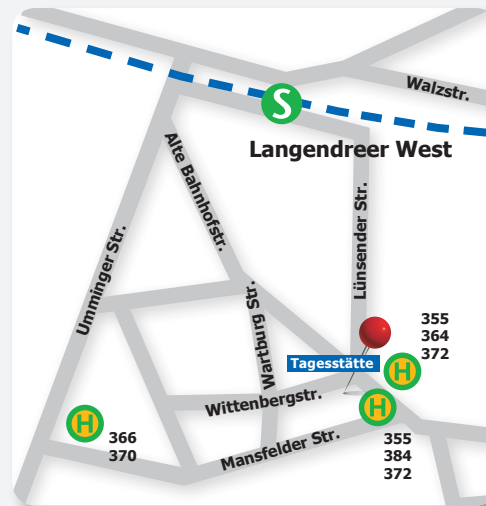 Walzstr.
S
Langendreer West
Alte Bahnhofstr.
Lünsender Str.
Umminger Str.
Wartburg Str.
355
364
372
Tagesstätte
H
Wittenbergstr.
H
H
366
370
Mansfelder Str.
355
384
372